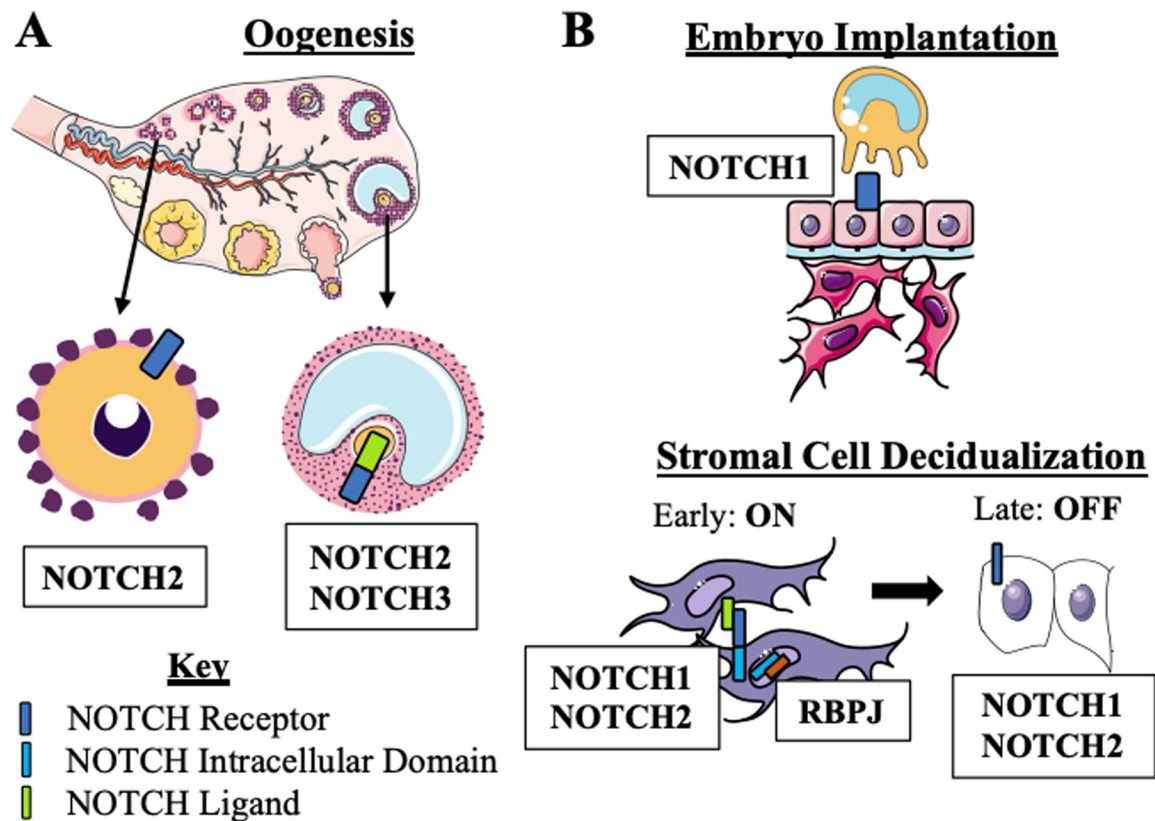 A
Oogenesis
NOTCH2
NOTCH2
NOTCH3
Key
NOTCH Receptor
NOTCH Intracellular Domain
NOTCH Ligand
B
Embryo Implantation
NOTCH1
Stromal Cell Decidualization
Early: ON
Late: OFF
NOTCH1
NOTCH2
RBPJ
NOTCH1
NOTCH2